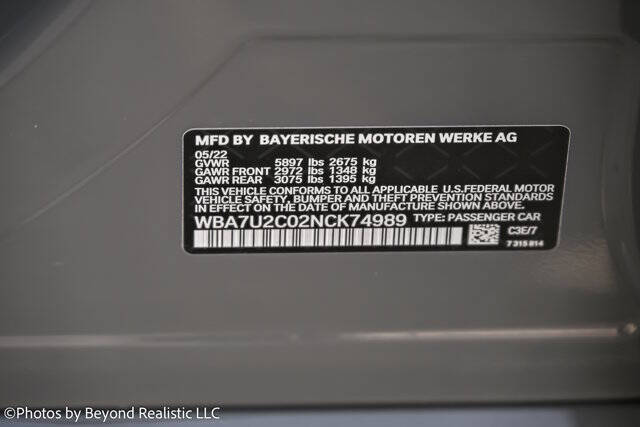 MFD BY BAYERISCHE MOTOREN WERKE AG
05/22
GVWR 5897 lbs 2675 kg
GAWR FRONT 2972 lbs 1348 kg
GAWR REAR 3075 lbs 1395 kg
THIS VEHICLE CONFORMS TO ALL APPLICABLE U.S.FEDERAL MOTOR
VEHICLE SAFETY, BUMPER AND THEFT PREVENTION STANDARDS
IN EFFECT ON THE DATE OF MANUFACTURE SHOWN ABOVE.
WBA7U2C02NCK74989 TYPE: PASSENGER CAR
C3E/7
7 315 814
©Photos by Beyond Realistic LLC